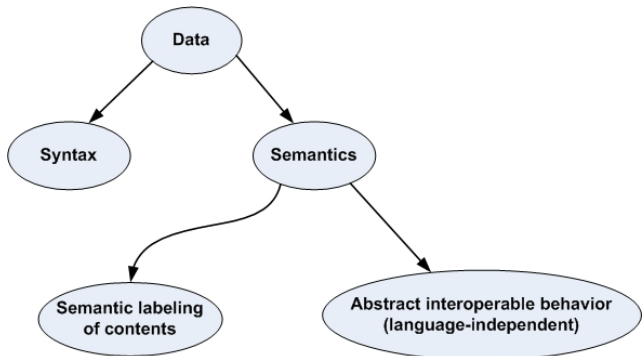 Data
Syntax
Semantics
Semantic labeling
of contents
Abstract interoperable behavior
(language-independent)